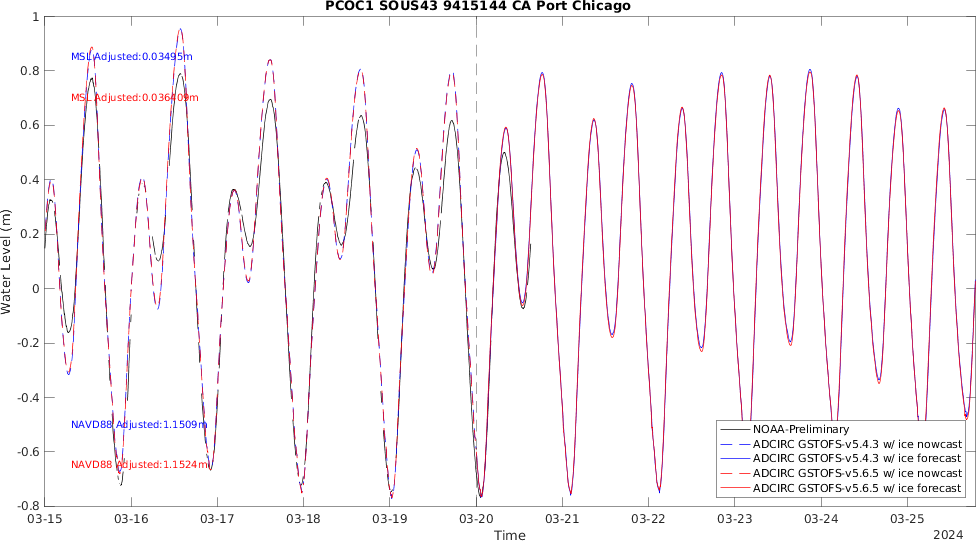 PCOC1 SOUS43 9415144 CA Port Chicago
1
0.8
0.6
0.4
0.2
0
-0.2
-0.4
-0.6
-0.8
Water Level (m)
MSL Adjusted:0.03495m
MSL Adjusted:0.036409m
NAVD88 Adjusted:1.1509m
NAVD88 Adjusted:1.1524m
NOAA-Preliminary
ADCIRC GSTOFS-v5.4.3 w/ ice nowcast
ADCIRC GSTOFS-v5.4.3 w/ ice forecast
ADCIRC GSTOFS-v5.6.5 w/ ice nowcast
ADCIRC GSTOFS-v5.6.5 w/ ice forecast
03-15 03-16 03-17 03-18 03-19 03-20 03-21 03-22 03-23 03-24 03-25
Time
2024